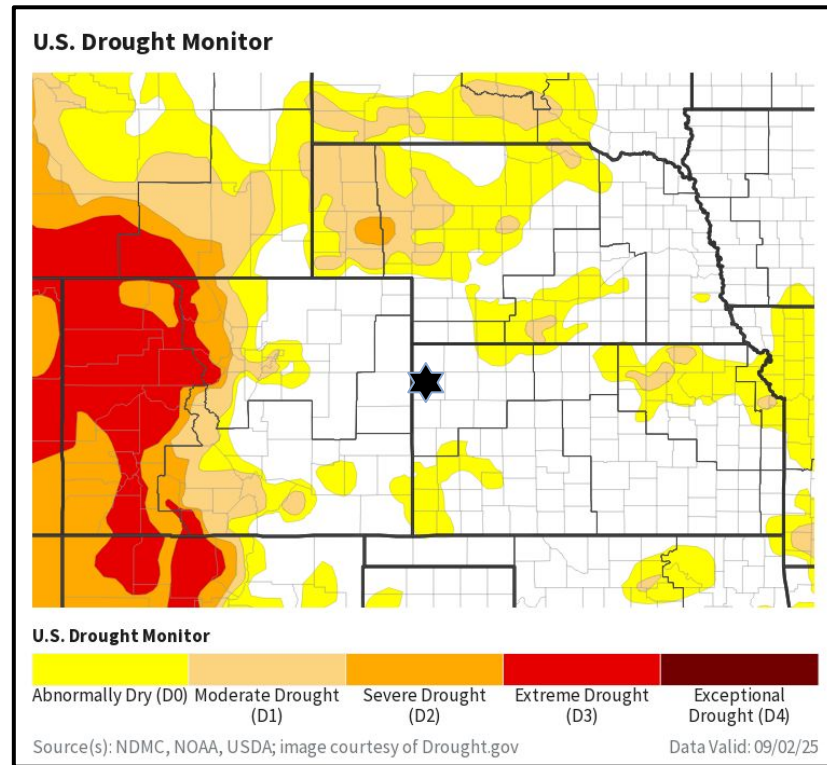 U.S. Drought Monitor
U.S. Drought Monitor
Abnormally Dry (D0)
Moderate Drought
(D1)
Severe Drought
(D2)
Extreme Drought
(D3)
Exceptional
Drought (D4)
Source(s): NDMC, NOAA, USDA; image courtesy of Drought.gov
Data Valid: 09/02/25